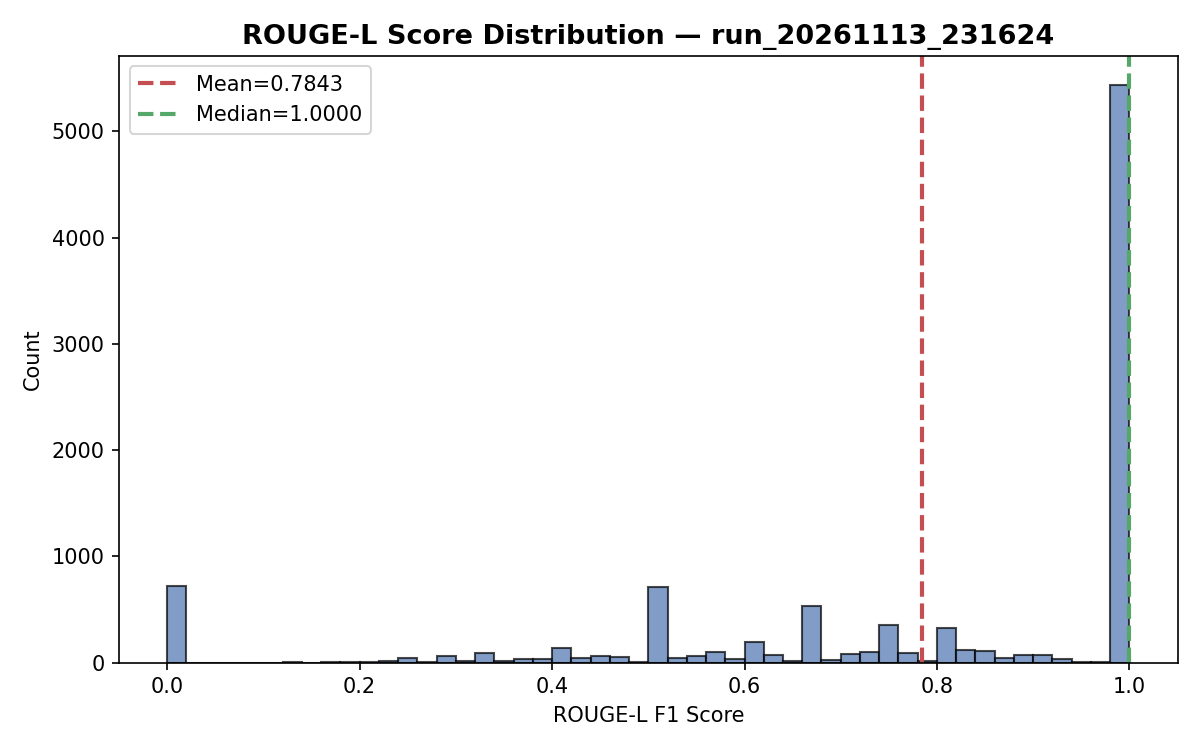 ROUGE-L Score Distribution — run_20261113_231624
Mean=0.7843
Median=1.0000
Count
5000
4000
3000
2000
1000
0
0.0 0.2 0.4 0.6 0.8 1.0
ROUGE-L F1 Score